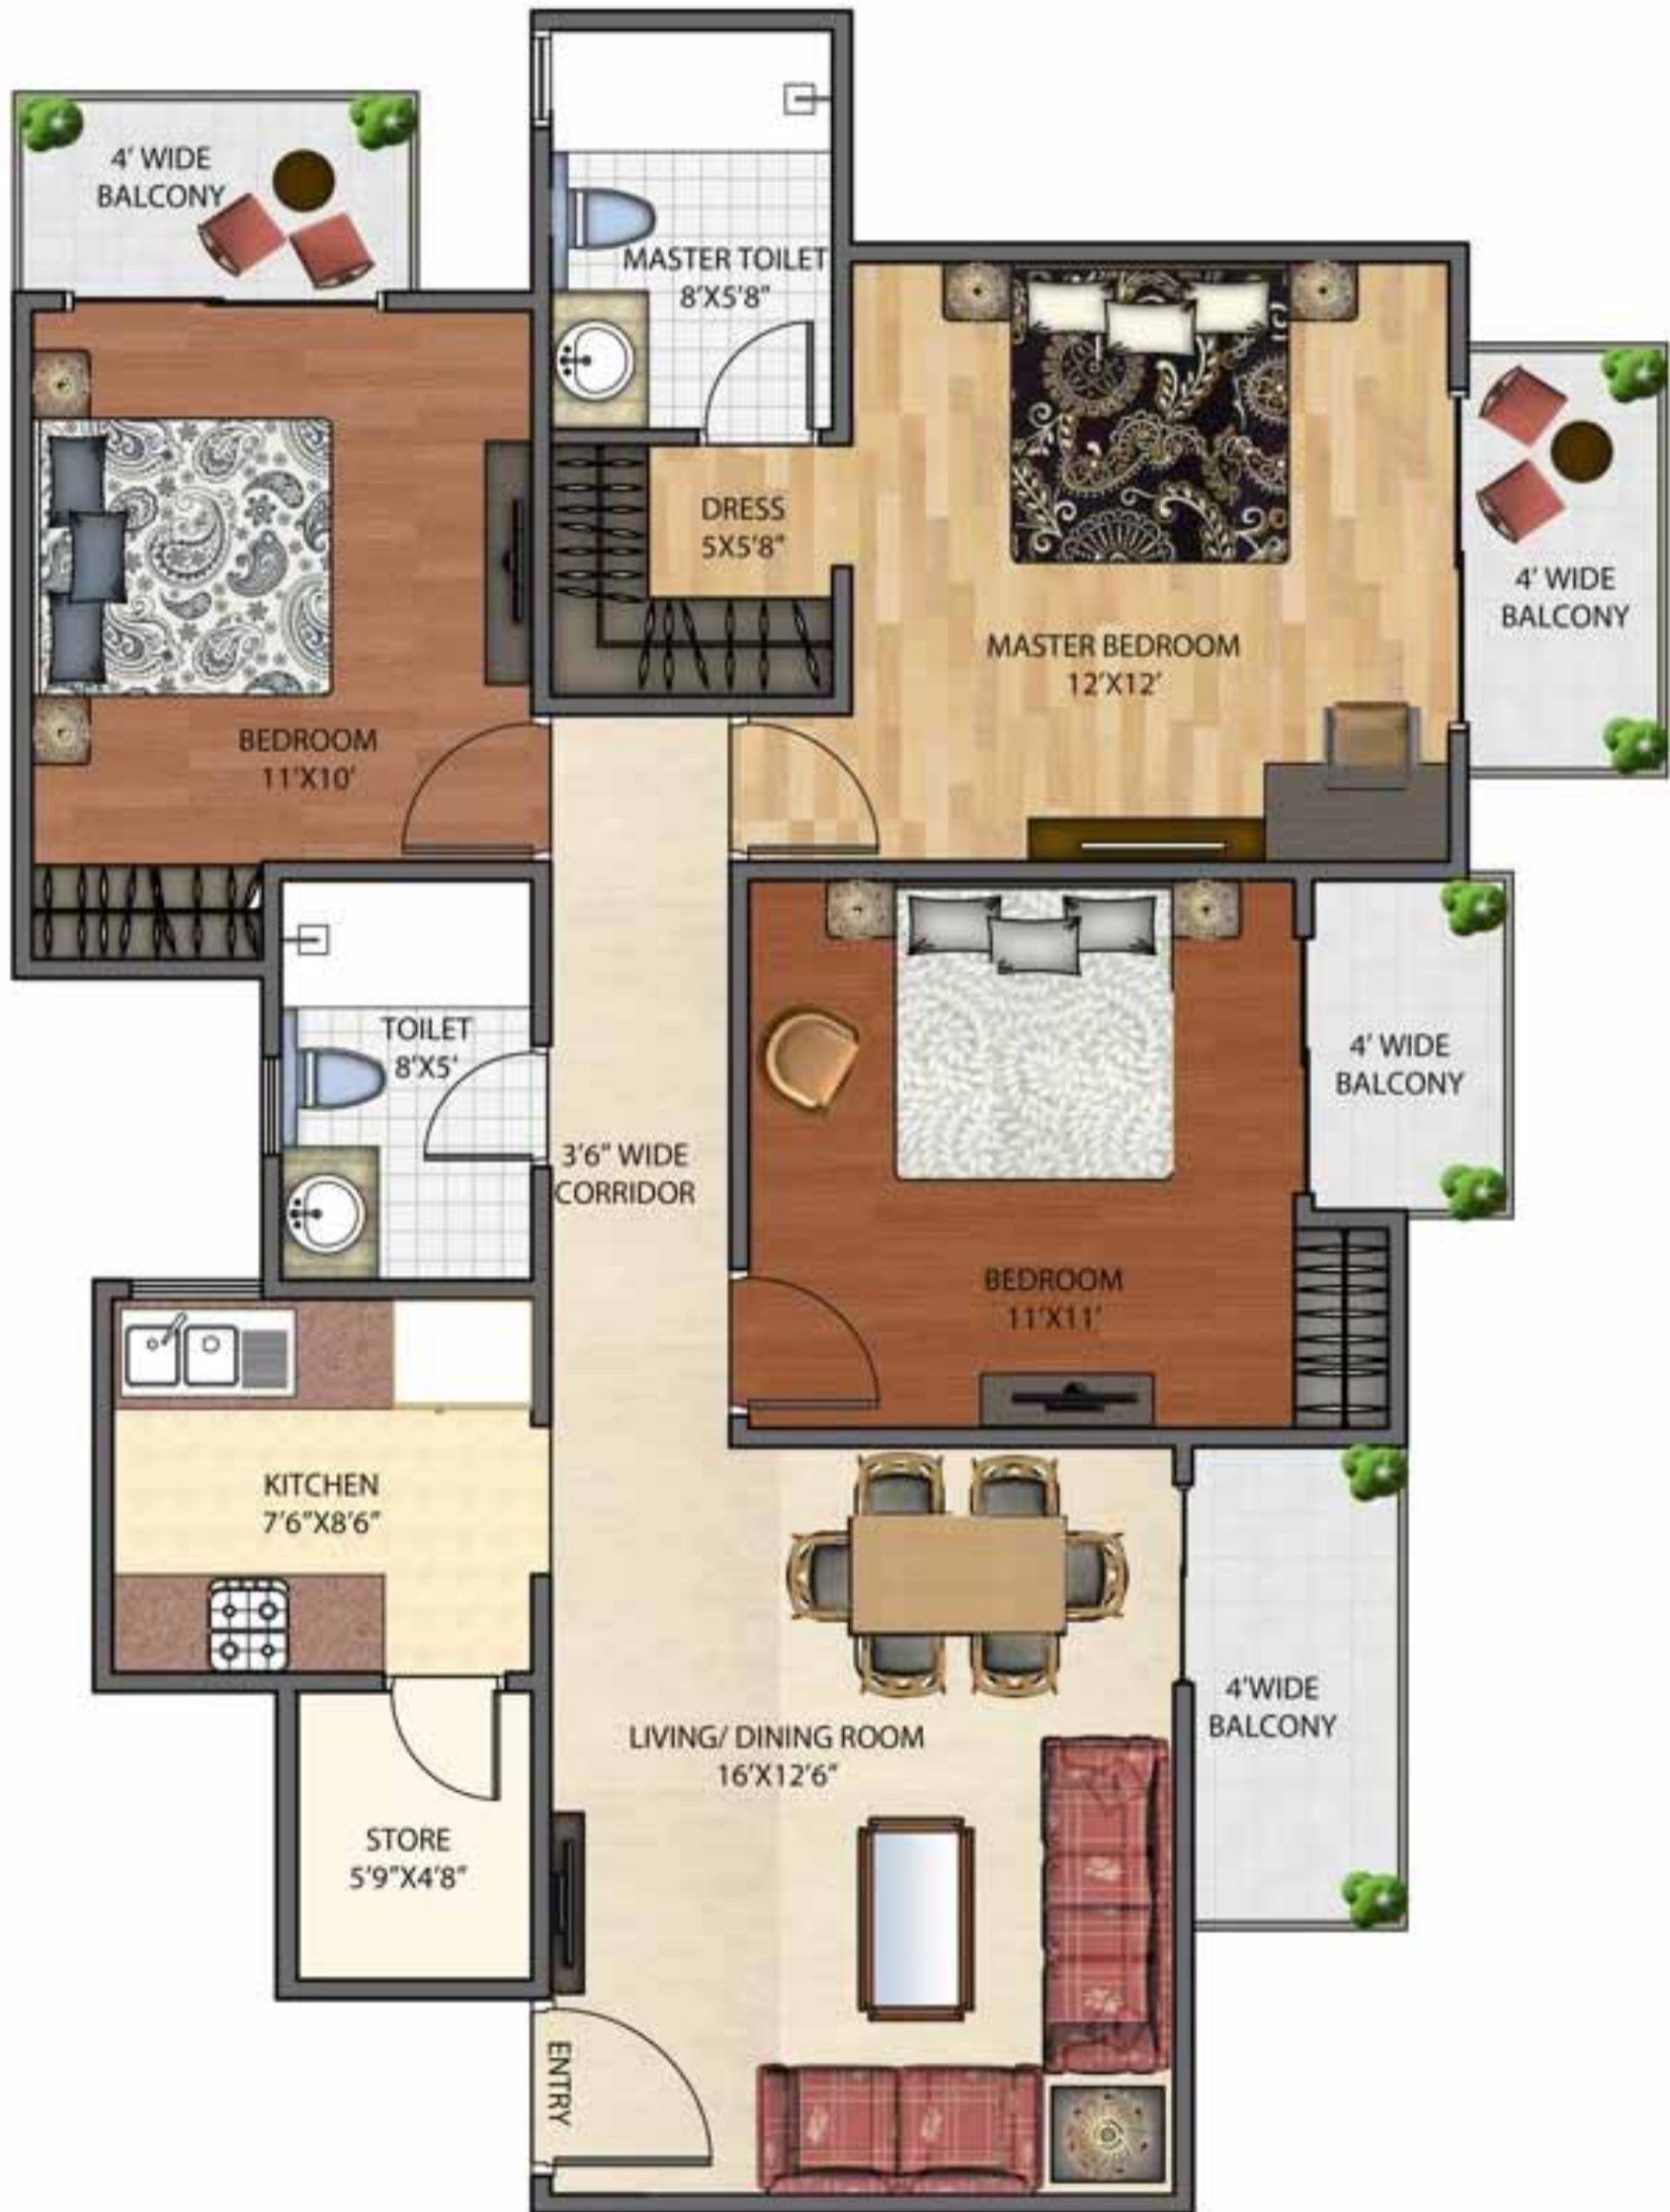 4' WIDE
BALCONY
MASTER TOILET
8'X5'8"
DRESS
5X5'8"
4' WIDE
BALCONY
MASTER BEDROOM
12'X12'
BEDROOM
11'X10'
TOILET
8'X5'
4' WIDE
BALCONY
3'6" WIDE
CORRIDOR
BEDROOM
11'X11'
KITCHEN
7'6"X8'6"
4'WIDE
BALCONY
LIVING/ DINING ROOM
16'X12'6"
STORE
5'9"X4'8"
ENTRY